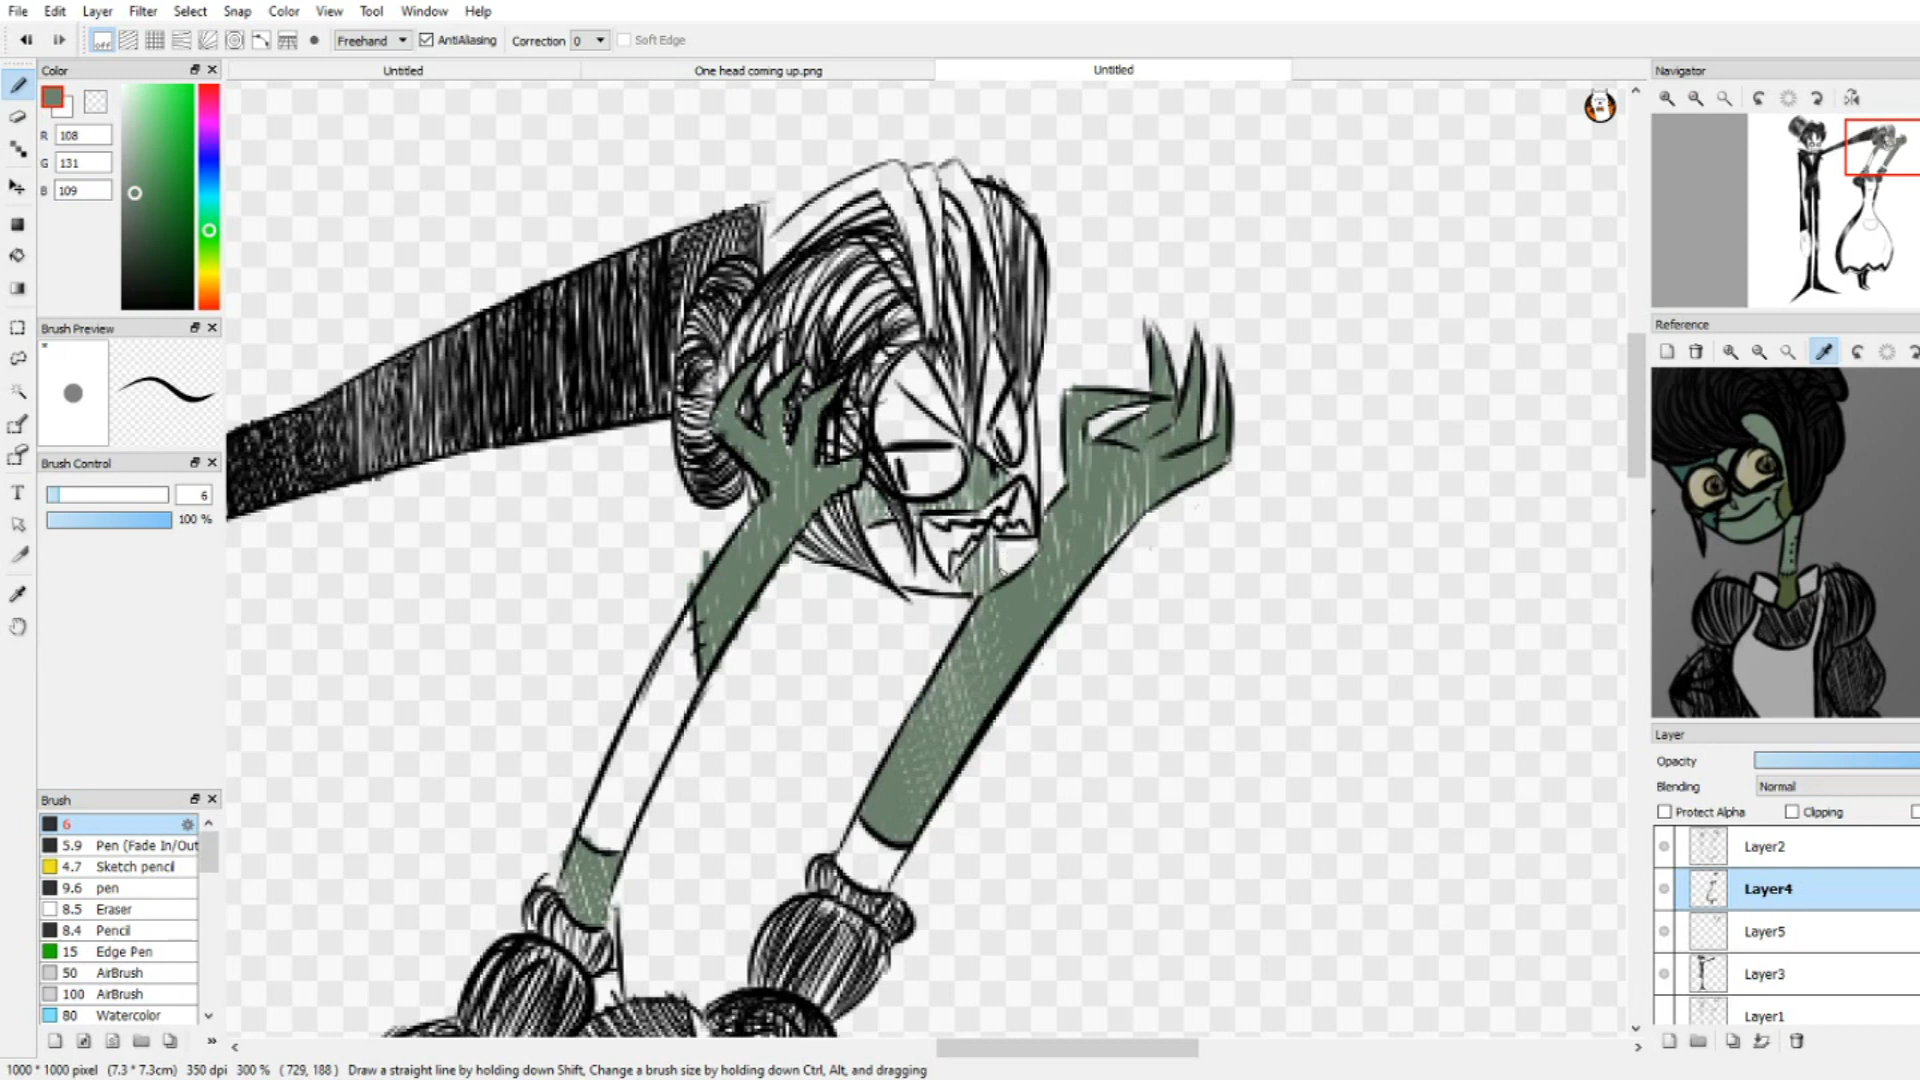 File Edit Layer Filter Select Snap Color View Tool Window Help
off Freehand AntiAliasing Correction 0 Soft Edge
Color Untitled One head coming up.png Untitled Navigator
R 108
G 131
B 109
Brush Preview
Reference
Brush Control
6
100 %
Layer
Opacity
Blending Normal
Protect Alpha Clipping
Brush
6
5.9 Pen (Fade In/Out
4.7 Sketch pencil
9.6 pen
8.5 Eraser
8.4 Pencil
15 Edge Pen
50 AirBrush
100 AirBrush
80 Watercolor
Layer2
Layer4
Layer5
Layer3
Layer1
1000 * 1000 pixel (7.3 * 7.3cm) 350 dpi 300 % ( 729, 188 ) Draw a straight line by holding down Shift, Change a brush size by holding down Ctrl, Alt, and dragging